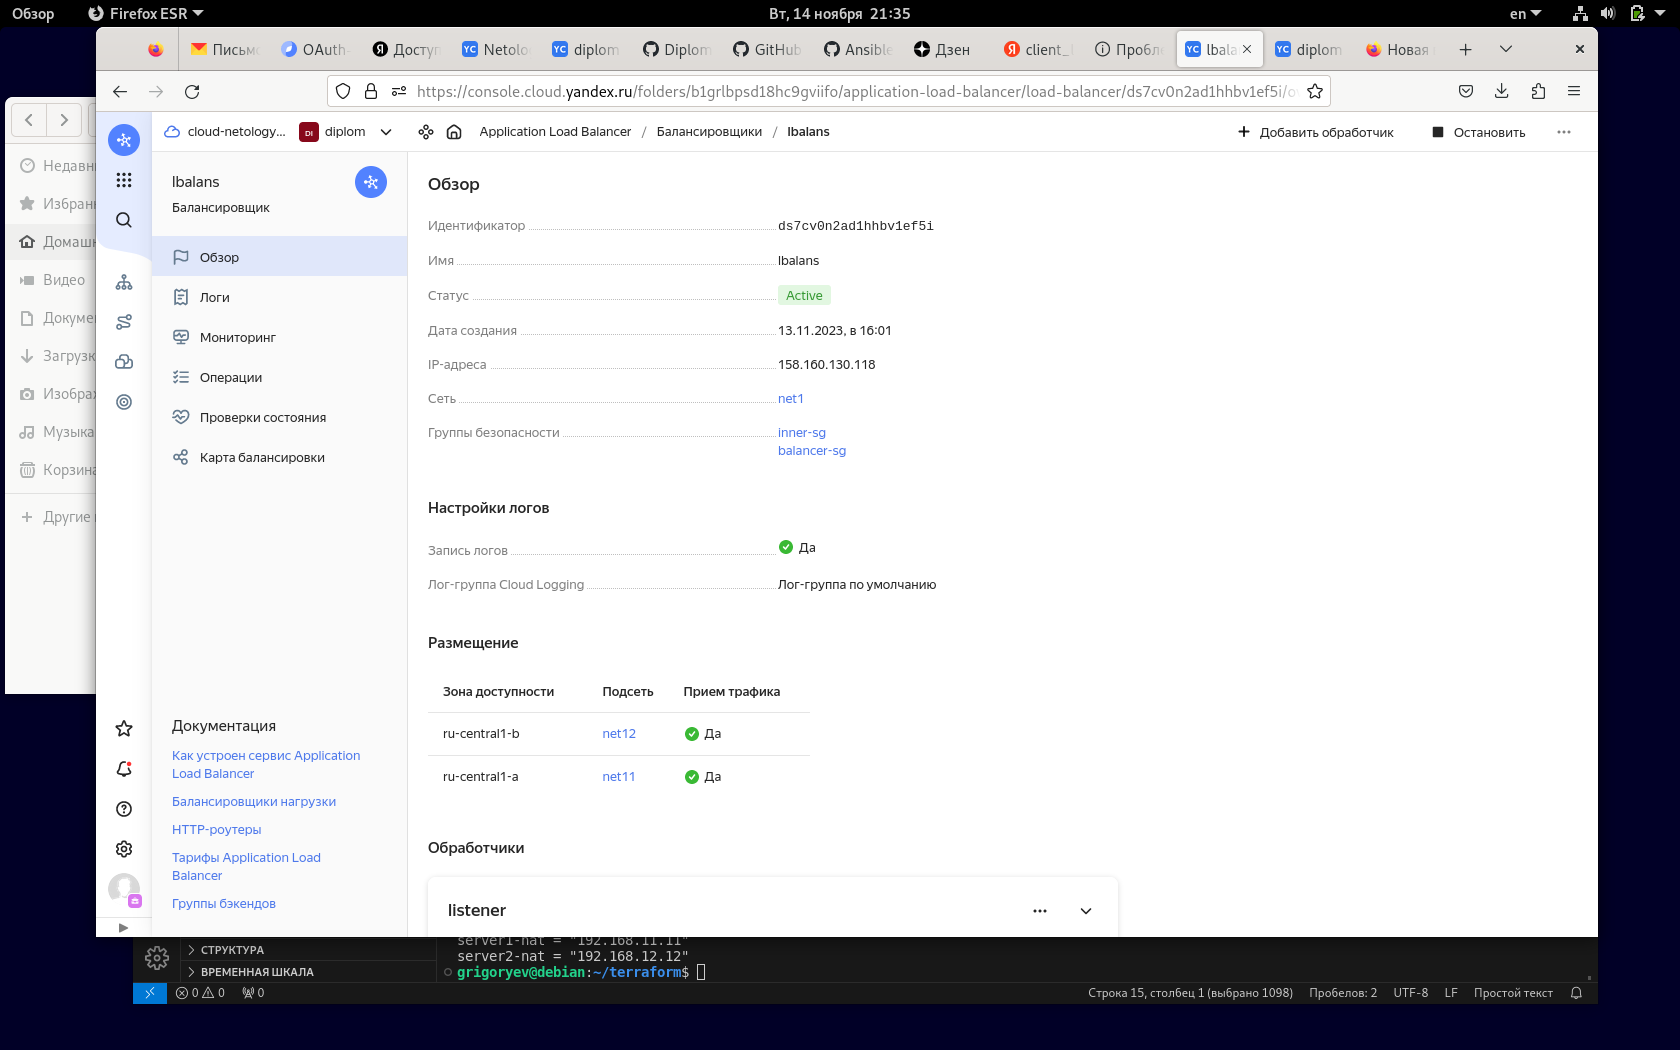 Обзор
Firefox ESR
Вт, 14 ноября 21:35
en
Письмо
OAuth-
Доступ
Netolo
diplom
Diplom
GitHub
Ansible
Дзен
client_
Пробле
lbala
diplom
Новая
https://console.cloud.yandex.ru/folders/b1grlbpsd18hc9gviifo/application-load-balancer/load-balancer/ds7cv0n2ad1hhbv1ef5i/o
Недавн
Избранн
Домаш
Видео
Докуме
Загрузк
Изобраз
Музыка
Корзина
Другие
cloud-netology...
DI
diplom
Application Load Balancer / Балансировщики / lbalans
Добавить обработчик
Остановить
lbalans
Балансировщик
Обзор
Логи
Мониторинг
Операции
Проверки состояния
Карта балансировки
Документация
Как устроен сервис Application
Load Balancer
Балансировщики нагрузки
HTTP-роутеры
Тарифы Application Load
Balancer
Группы бэкендов
Обзор
Идентификатор ds7cv0n2ad1hhbv1ef5i
Имя lbalans
Статус Active
Дата создания 13.11.2023, в 16:01
IP-адреса 158.160.130.118
Сеть net1
Группы безопасности inner-sg
balancer-sg
Настройки логов
Запись логов Да
Лог-группа Cloud Logging Лог-группа по умолчанию
Размещение
Зона доступности Подсеть Прием трафика
ru-central1-b net12 Да
ru-central1-a net11 Да
Обработчики
listener
СТРУКТУРА
ВРЕМЕННАЯ ШКАЛА
server1-nat = "192.168.11.11"
server2-nat = "192.168.12.12"
grigoryev@debian:~/terraform$
0 0 0
Строка 15, столбец 1 (выбрано 1098) Пробелов: 2 UTF-8 LF Простой текст